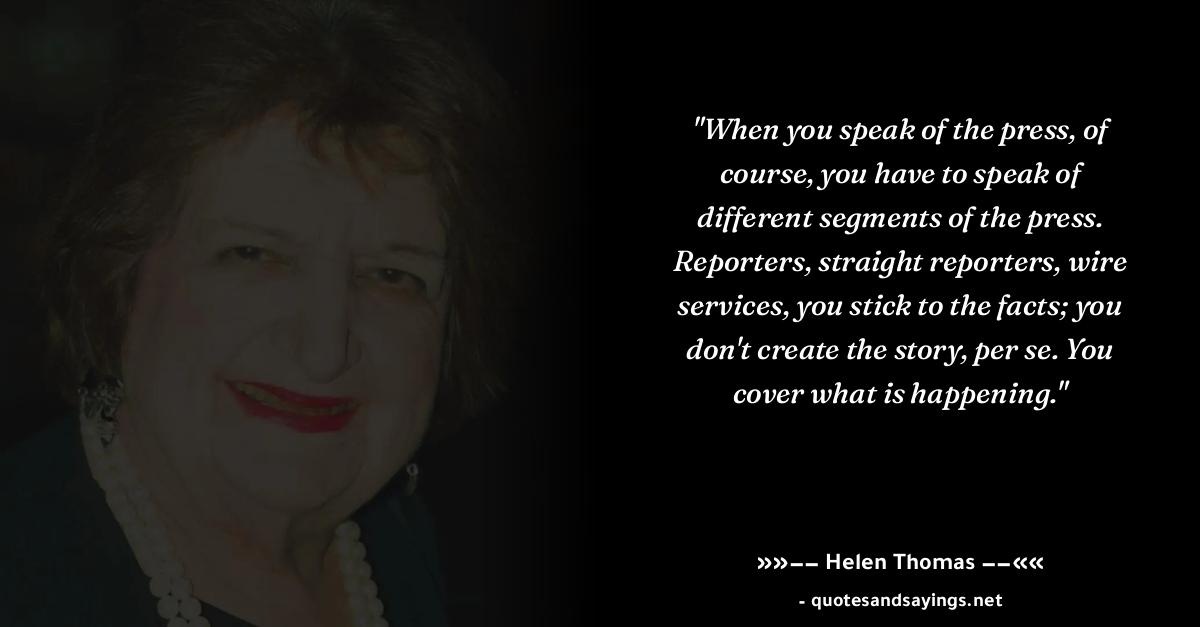 "When you speak of the press, of
course, you have to speak of
different segments of the press.
Reporters, straight reporters, wire
services, you stick to the facts; you
don't create the story, per se. You
cover what is happening."
»»−− Helen Thomas −−««
- quotesandsayings.net